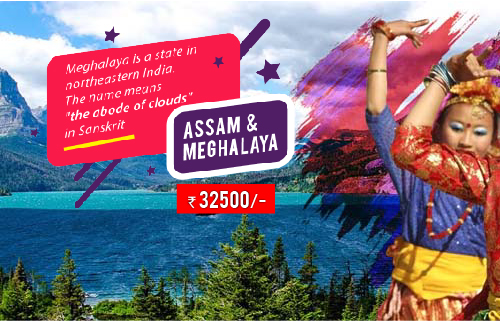 Meghalaya is a state in
northeastern India.
The name means
"the abode of clouds"
in Sanskrit
ASSAM &
MEGHALAYA
₹ 32500/-